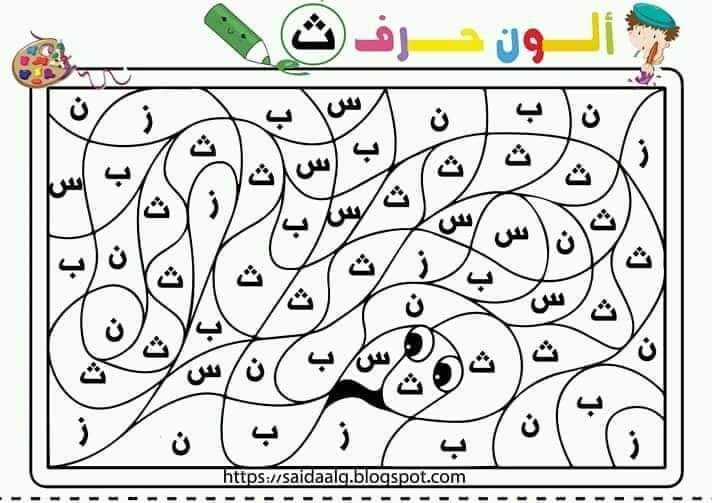 ألـــون حـــرف ث
ن ب ن س ب ز ن
ز ث ث ب س ث
ث ث ث ب س
ث س س ب ز ث
ث ن س ز ث ن ب
ب ث ث
ث س ن ث ب ن
ن ث ث س ب ث
ث ن س ث
ب ن ب ز
ز ب ز ن
https://saidaalq.blogspot.com